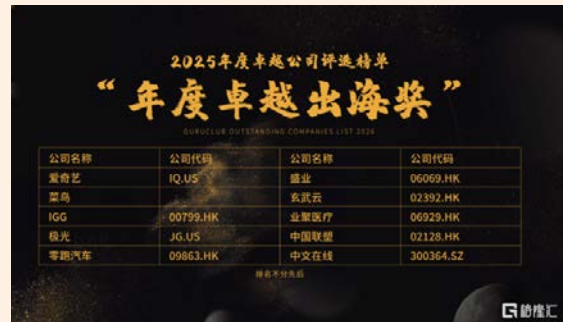 2025年度卓越公司评选榜单
“年度卓越出海奖”
GURUCLUB OUTSTANDING COMPANIES LIST 2026
公司名称 公司代码 公司名称 公司代码
爱奇艺 IQ.US 盛业 06069.HK
菜鸟 玄武云 02392.HK
IGG 00799.HK 业聚医疗 06929.HK
极光 JG.US 中国联塑 02128.HK
零跑汽车 09863.HK 中文在线 300364.SZ
排名不分先后
格隆汇